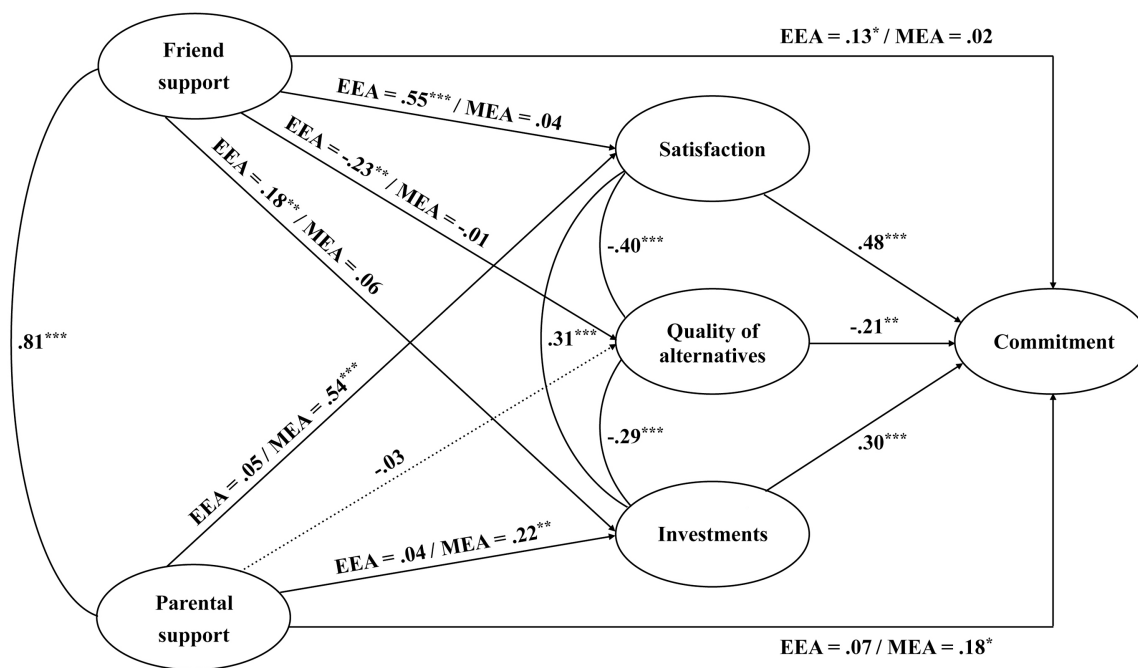 EEA = .13* / MEA = .02
Friend
support
EEA = .55*** / MEA = .04
EEA = -.23** / MEA = -.01
EEA = .18** / MEA = .06
Satisfaction
-.40***
.48***
.81***
.31***
Quality of
alternatives
-.21**
Commitment
EEA = .05 / MEA = .54***
-.03
-.29***
.30***
EEA = .04 / MEA = .22**
Investments
Parental
support
EEA = .07 / MEA = .18*